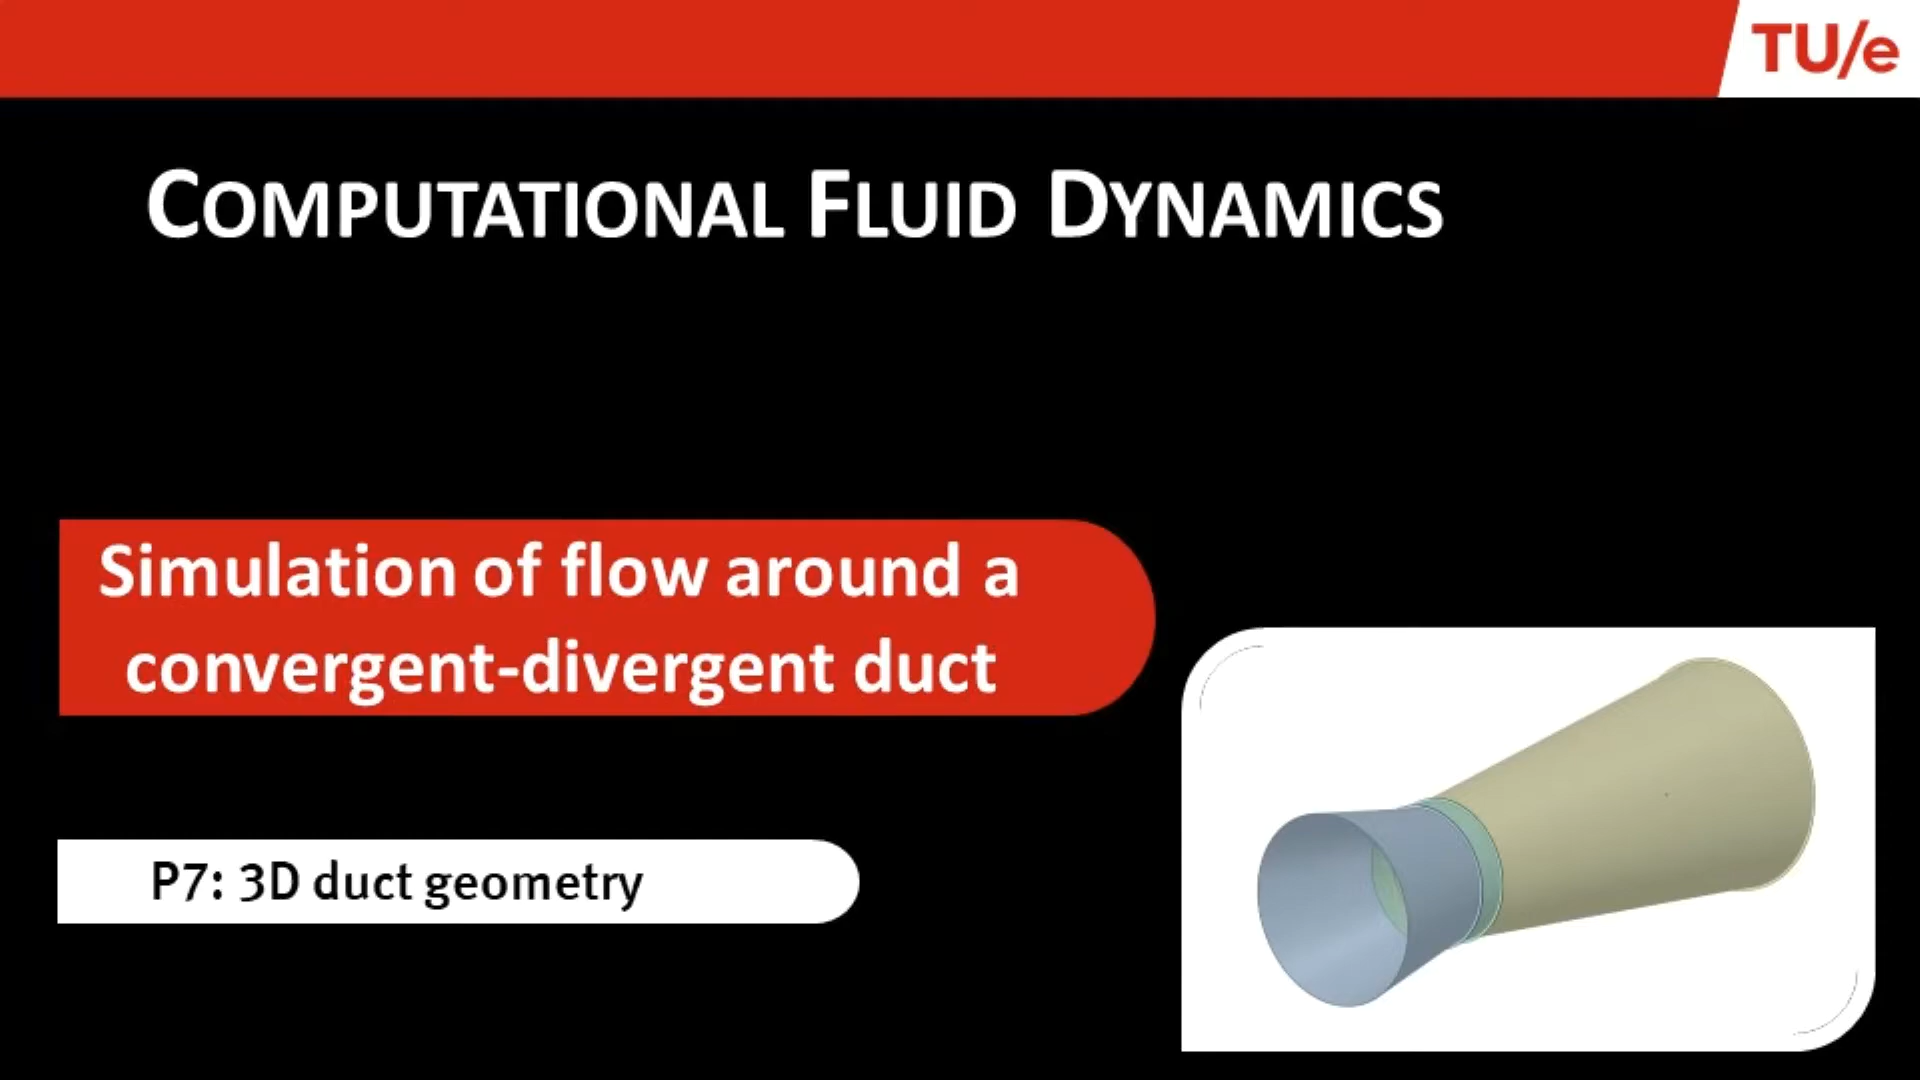 TU/e
COMPUTATIONAL FLUID DYNAMICS
Simulation of flow around a
convergent-divergent duct
P7: 3D duct geometry